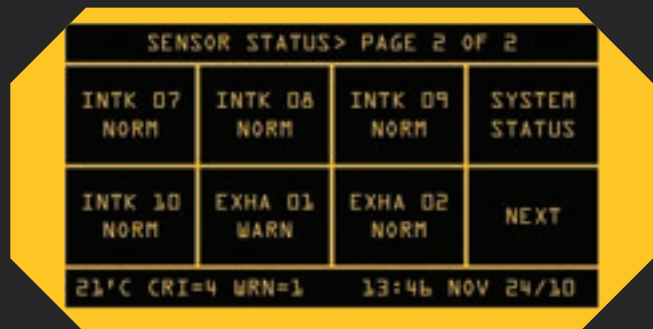 SENSOR STATUS> PAGE 2 OF 2
INTK 07
NORM
INTK 08
NORM
INTK 09
NORM
SYSTEM
STATUS
INTK 10
NORM
EXHA 01
WARN
EXHA 02
NORM
NEXT
21'C CRI=4 WRN=1 13:46 NOV 24/10